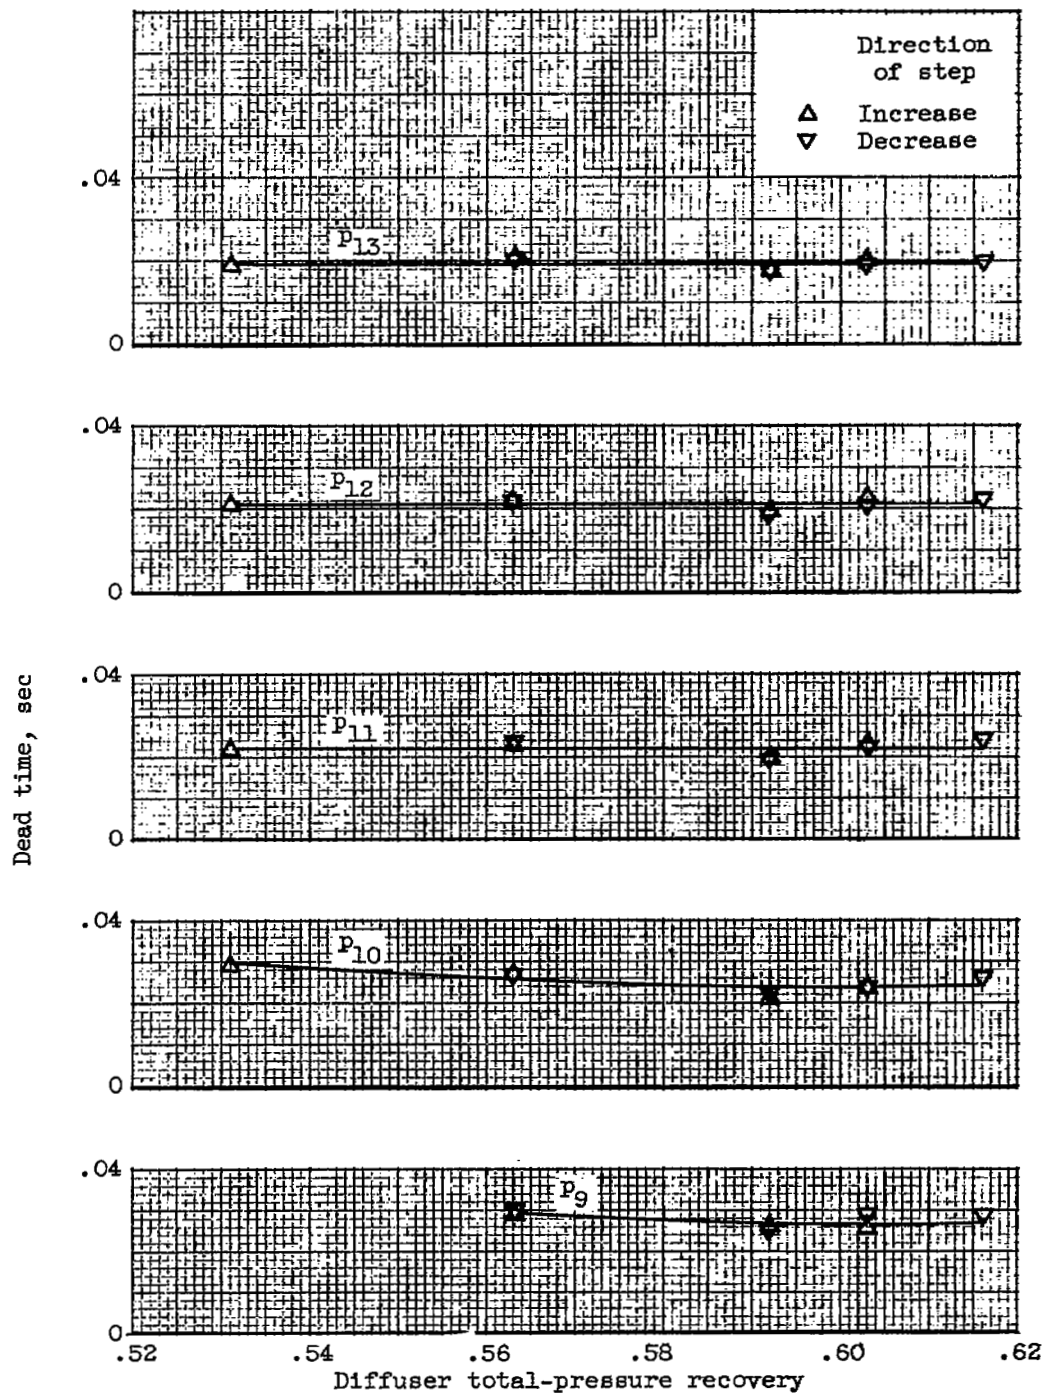 Direction
of step
Increase
Decrease
.04
p13
0
.04
p12
0
.04
p11
0
.04
p10
0
.04
p9
0
.52 .54 .56 .58 .60 .62
Diffuser total-pressure recovery
Dead time, sec